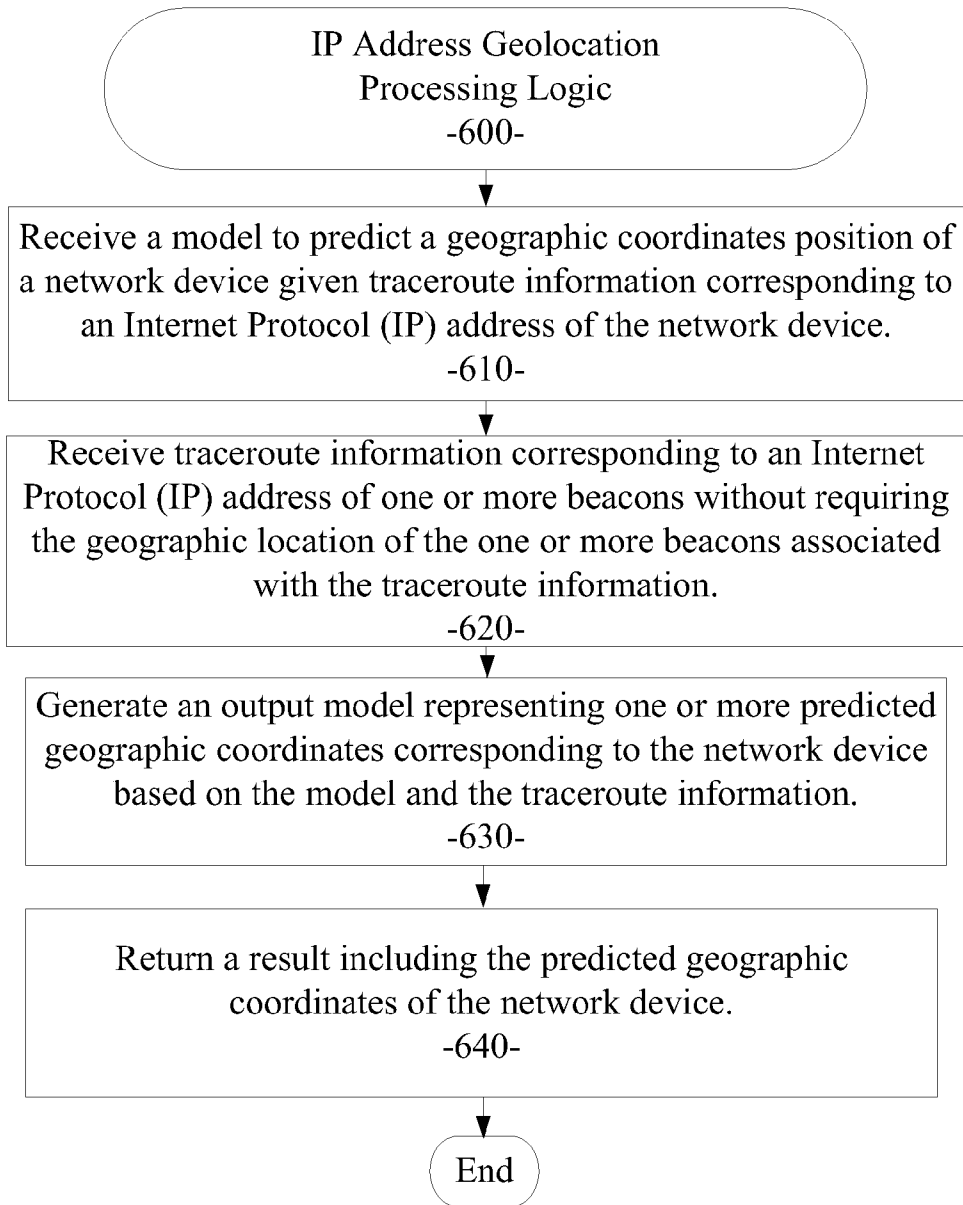 IP Address Geolocation
Processing Logic
-600-
Receive a model to predict a geographic coordinates position of
a network device given traceroute information corresponding to
an Internet Protocol (IP) address of the network device.
-610-
Receive traceroute information corresponding to an Internet
Protocol (IP) address of one or more beacons without requiring
the geographic location of the one or more beacons associated
with the traceroute information.
-620-
Generate an output model representing one or more predicted
geographic coordinates corresponding to the network device
based on the model and the traceroute information.
-630-
Return a result including the predicted geographic
coordinates of the network device.
-640-
End